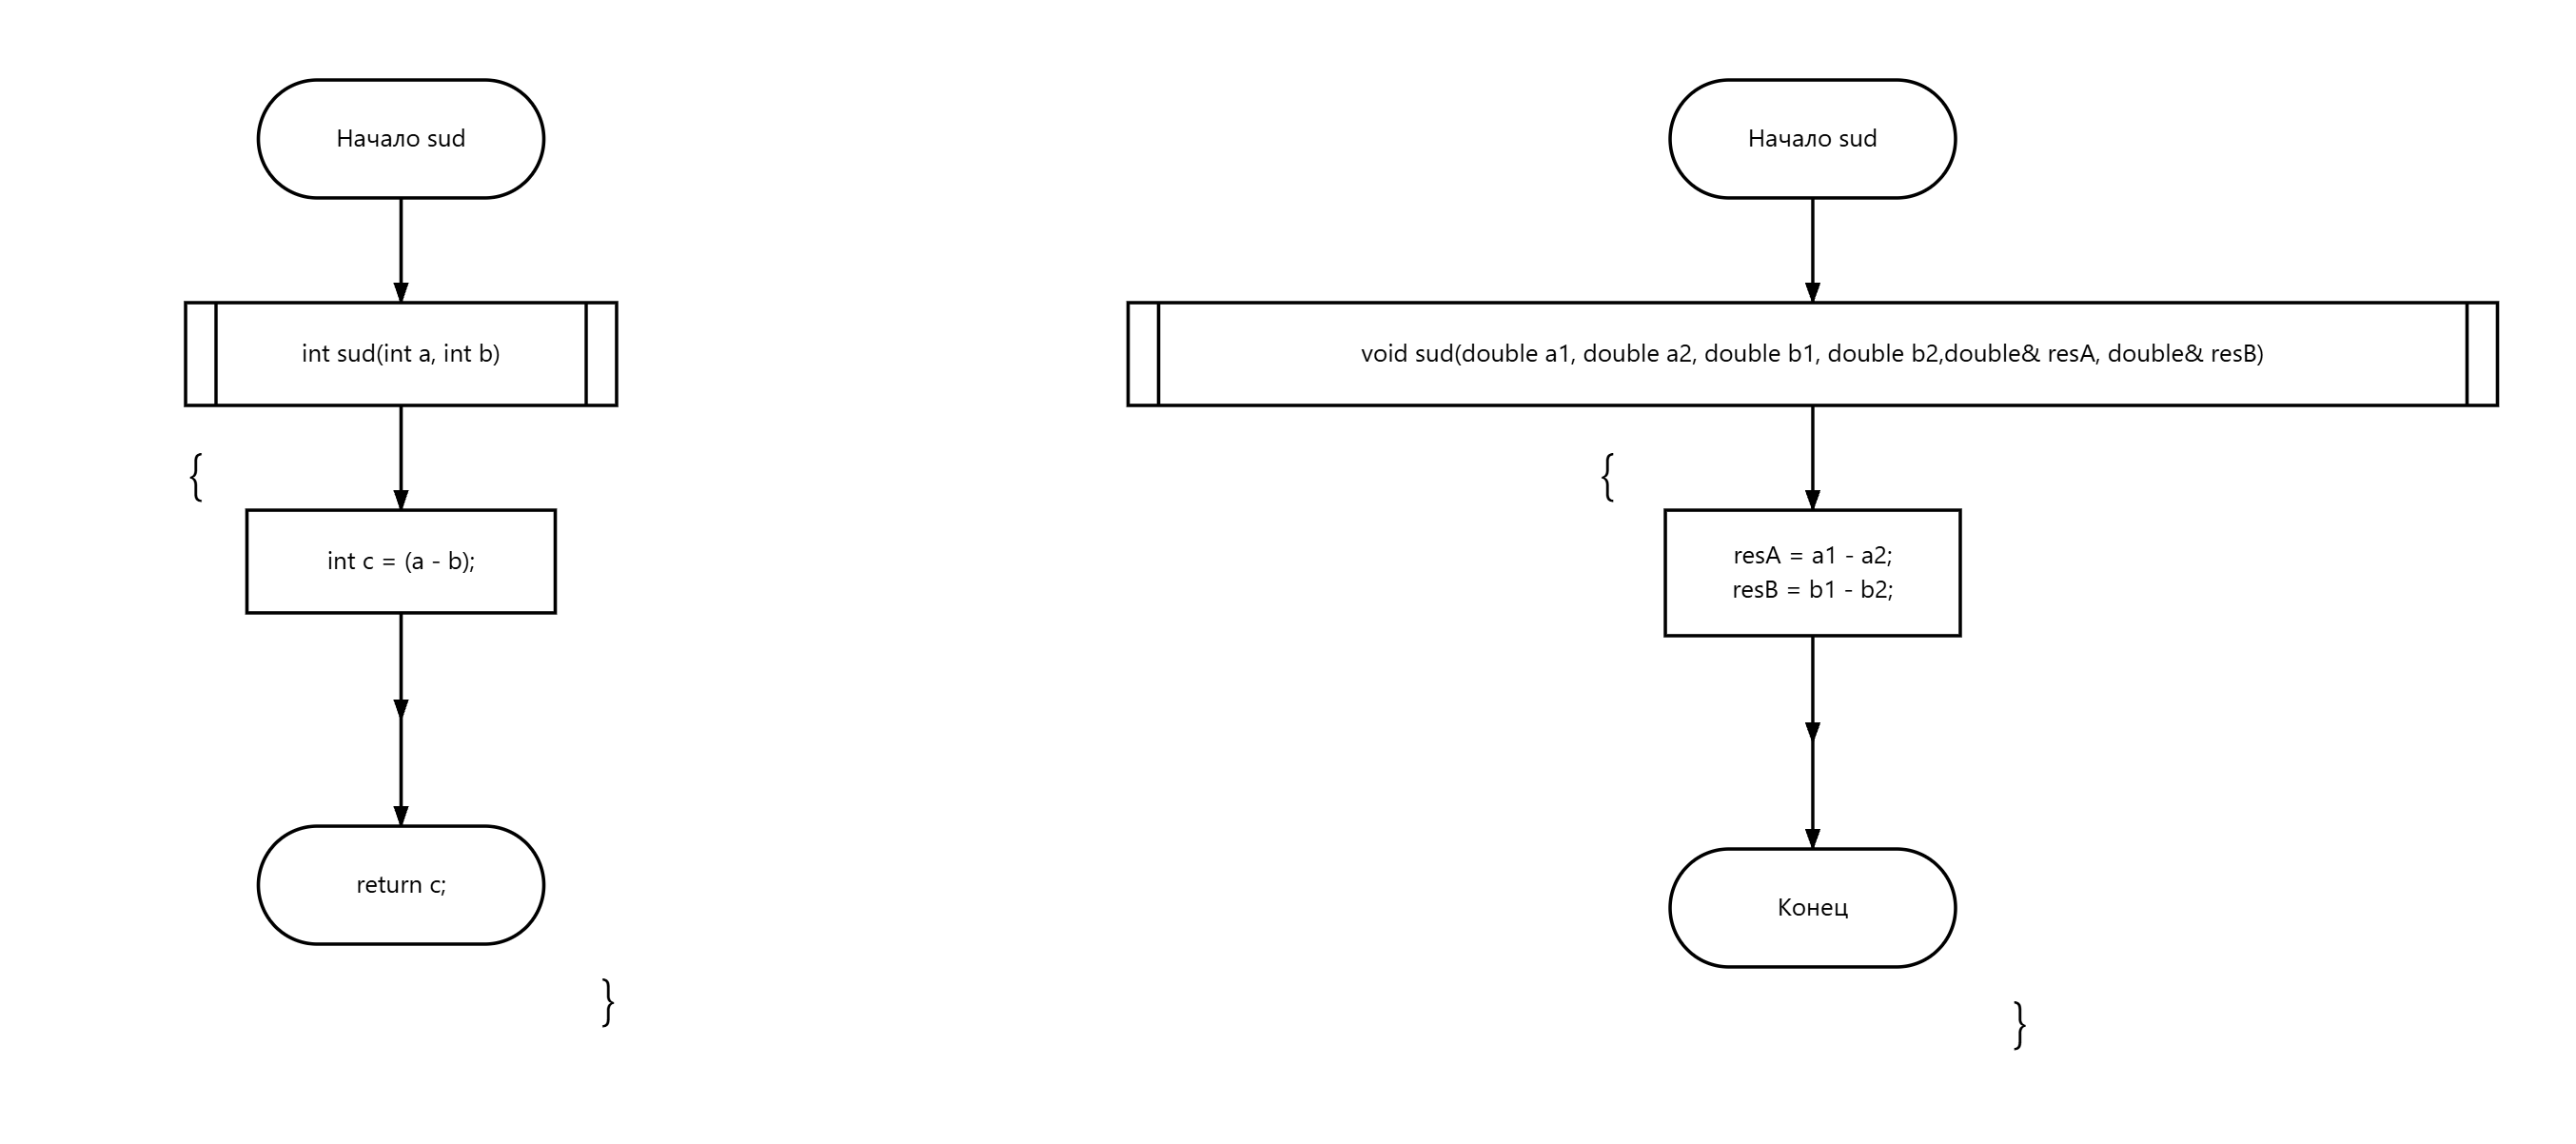 Начало sud
int sud(int a, int b)
{
int c = (a - b);
return c;
}
Начало sud
void sud(double a1, double a2, double b1, double b2,double& resA, double& resB)
{
resA = a1 - a2;
resB = b1 - b2;
Конец
}